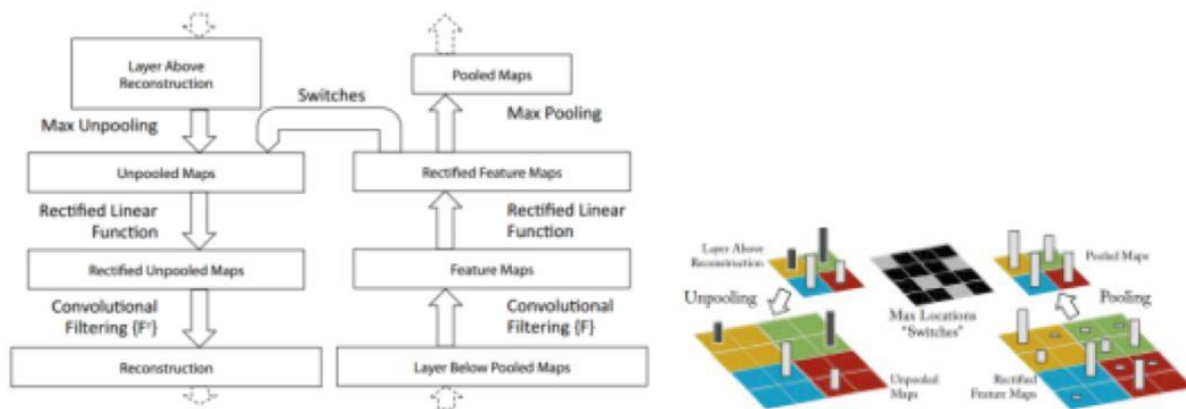 Layer Above
Reconstruction
Pooled Maps
Switches
Max Unpooling
Max Pooling
Unpooled Maps
Rectified Feature Maps
Rectified Linear
Function
Rectified Linear
Function
Rectified Unpooled Maps
Feature Maps
Convolutional
Filtering {Fᵀ}
Convolutional
Filtering {F}
Reconstruction
Layer Below Pooled Maps
Layer Above
Reconstruction
Pooled Maps
Unpooling
Pooling
Max Locations
"Switches"
Unpooled
Maps
Rectified
Feature Maps